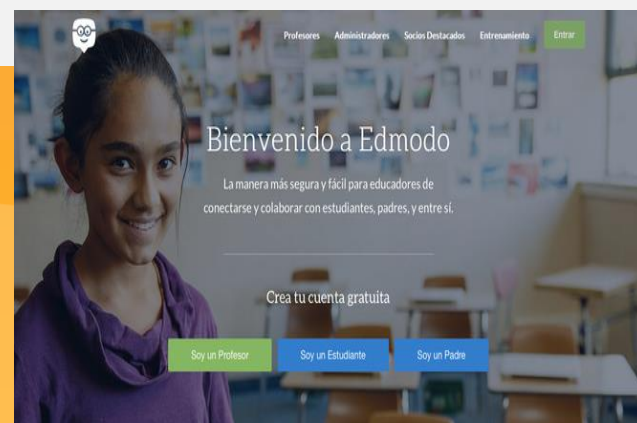 Profesores Administradores Socios Destacados Entrenamiento Entrar
Bienvenido a Edmodo
La manera más segura y fácil para educadores de
conectarse y colaborar con estudiantes, padres, y entre sí.
Crea tu cuenta gratuita
Soy un Profesor Soy un Estudiante Soy un Padre